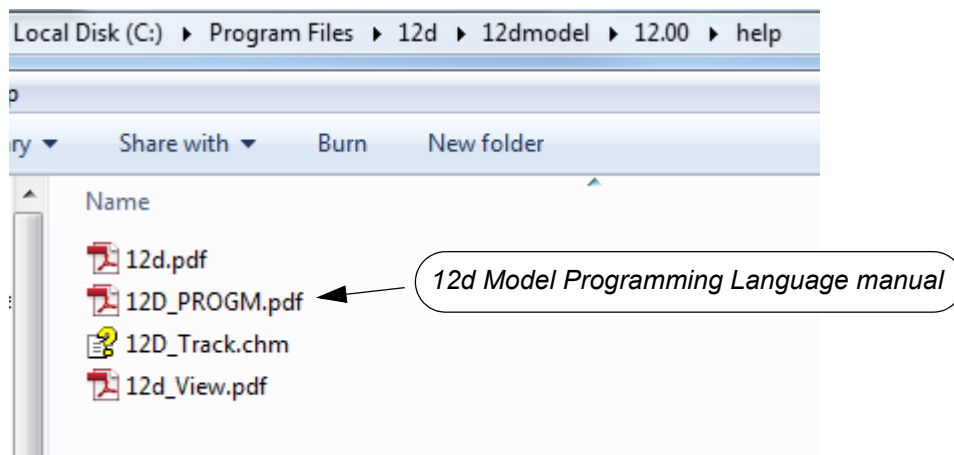 Local Disk (C:) ▸ Program Files ▸ 12d ▸ 12dmodel ▸ 12.00 ▸ help
p
ry Share with Burn New folder
Name
12d.pdf
12D_PROGM.pdf
12d Model Programming Language manual
12D_Track.chm
12d_View.pdf